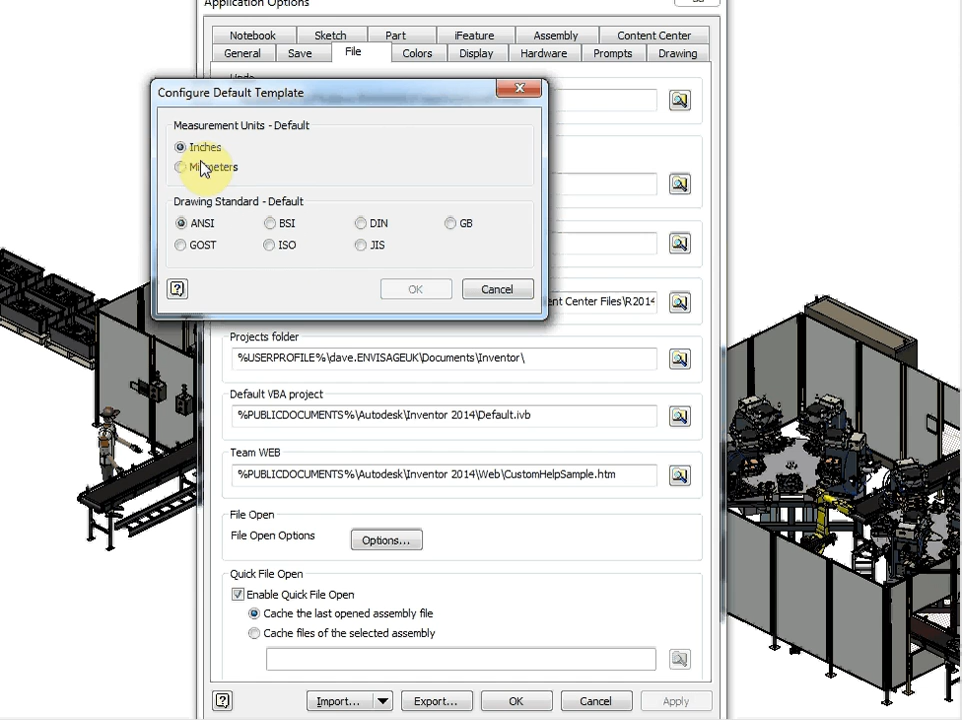 Application Options
Notebook Sketch Part iFeature Assembly Content Center
General Save File Colors Display Hardware Prompts Drawing
Undo
Configure Default Template
Measurement Units - Default
Inches
Millimeters
Drawing Standard - Default
ANSI BSI DIN GB
GOST ISO JIS
OK Cancel
ent Center Files\R2014
Projects folder
%USERPROFILE%\dave.ENVISAGEUK\Documents\Inventor\
Default VBA project
%PUBLICDOCUMENTS%\Autodesk\Inventor 2014\Default.ivb
Team WEB
%PUBLICDOCUMENTS%\Autodesk\Inventor 2014\Web\CustomHelpSample.htm
File Open
File Open Options Options...
Quick File Open
Enable Quick File Open
Cache the last opened assembly file
Cache files of the selected assembly
Import... Export... OK Cancel Apply